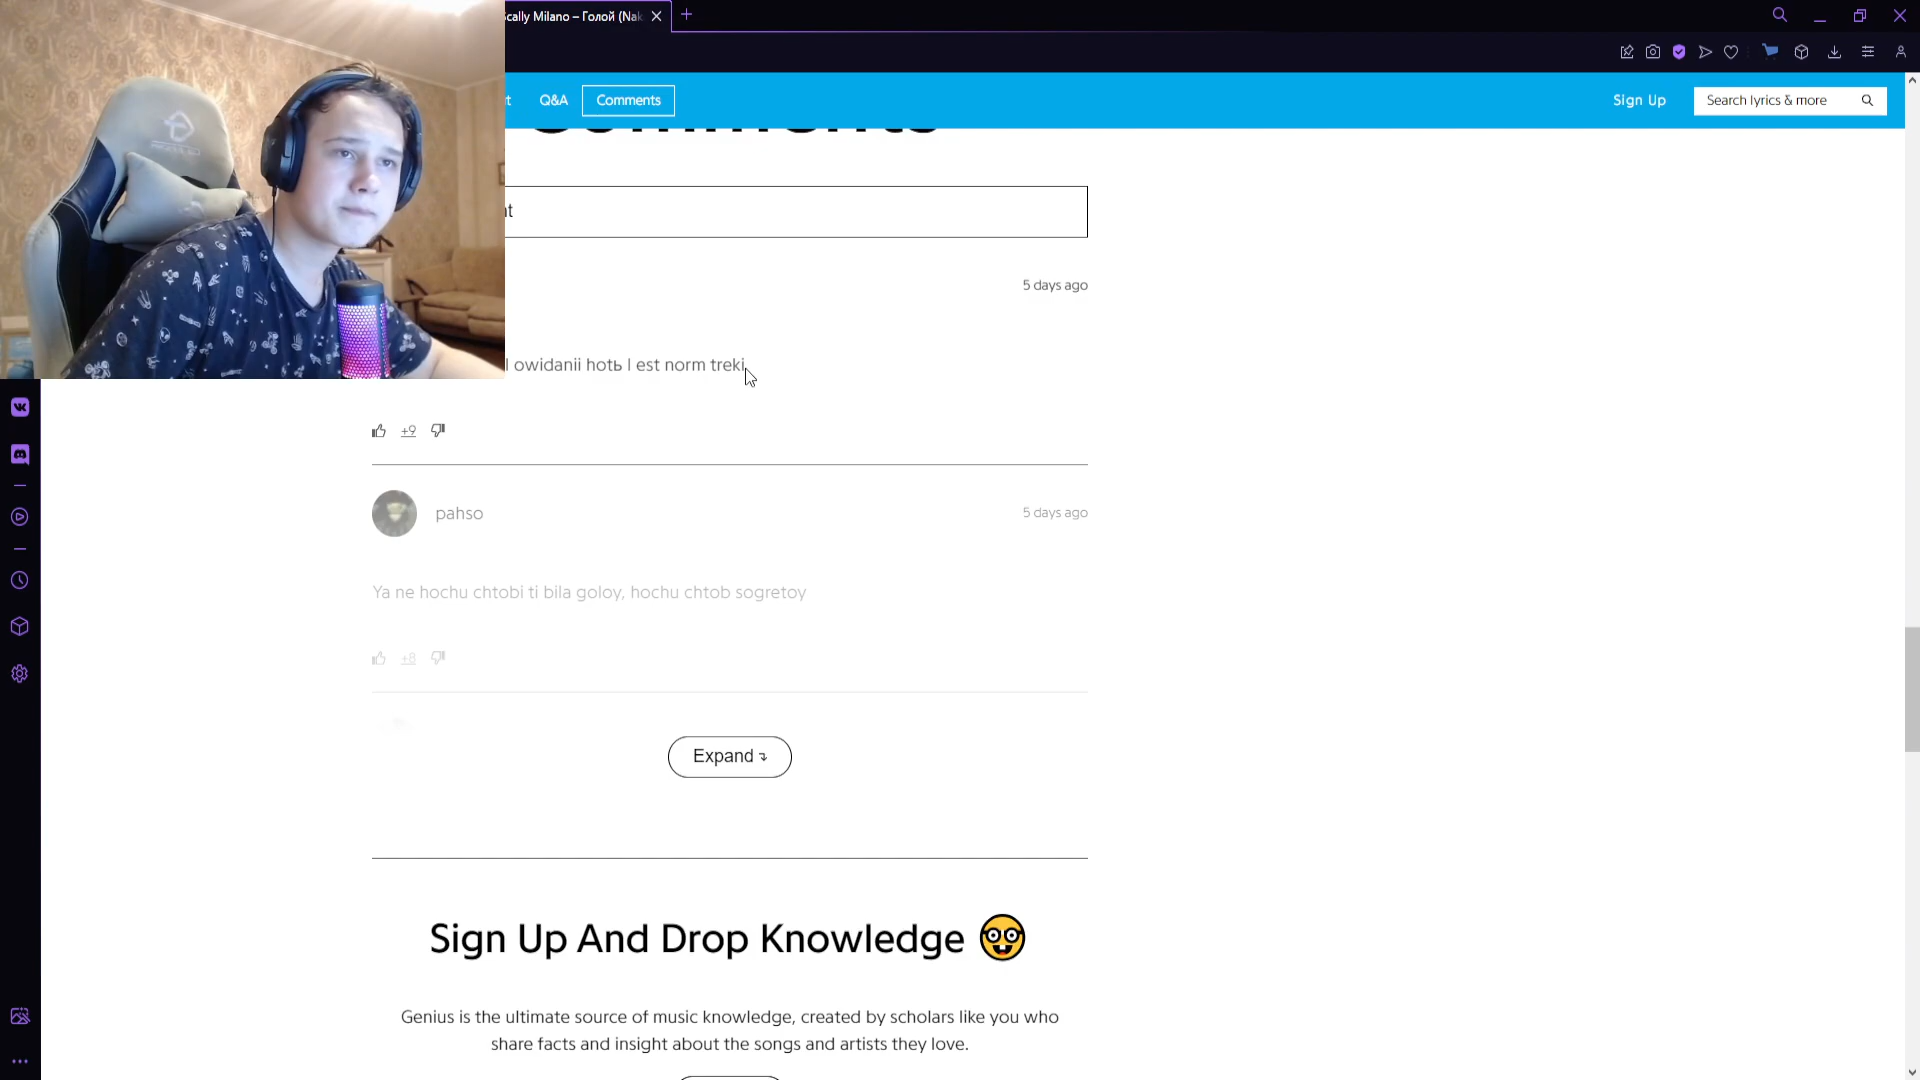 Scally Milano – Голой (Nak
Q&A
Comments
Sign Up
Search lyrics & more
Comments
5 days ago
owidanii hotь I est norm treki
+9
pahso
5 days ago
Ya ne hochu chtobi ti bila goloy, hochu chtob sogretoy
+8
Expand
Sign Up And Drop Knowledge 🤓
Genius is the ultimate source of music knowledge, created by scholars like you who
share facts and insight about the songs and artists they love.